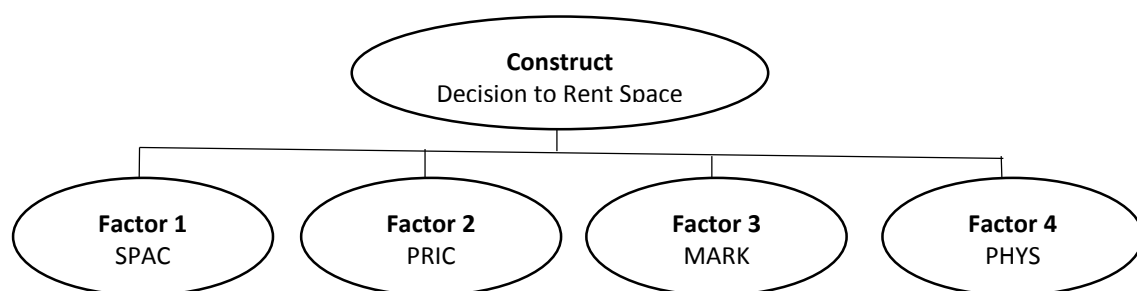 Construct
Decision to Rent Space
Factor 1
SPAC
Factor 2
PRIC
Factor 3
MARK
Factor 4
PHYS